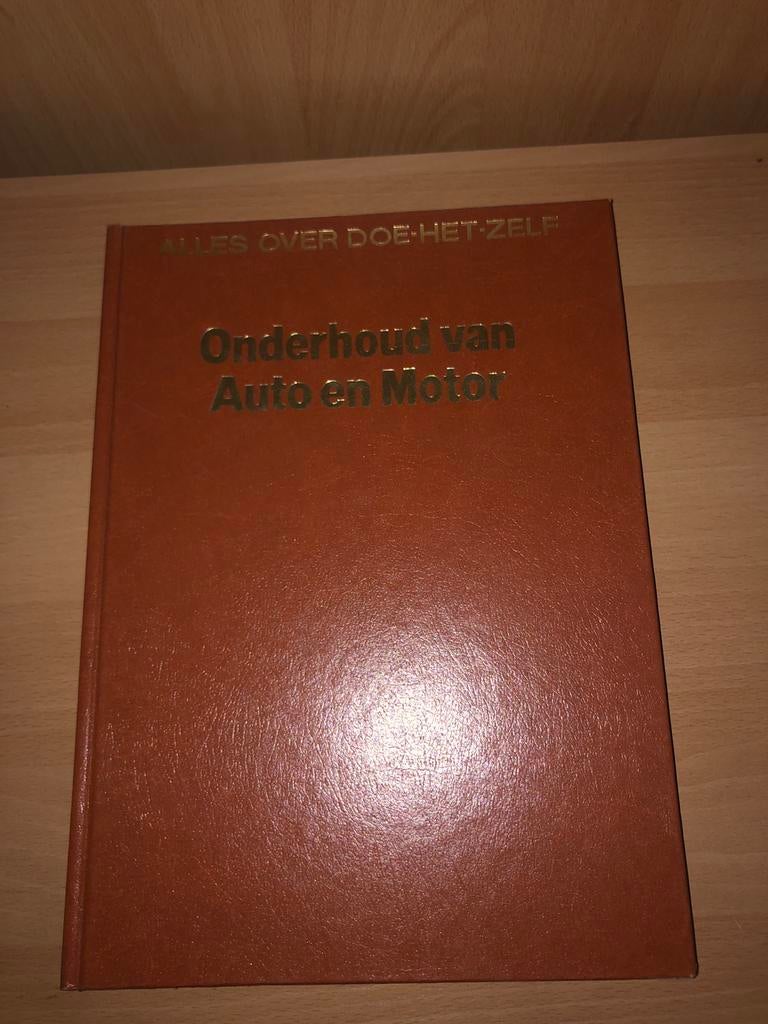 ALLES OVER DOE-HET-ZELF
Onderhoud van
Auto en Motor